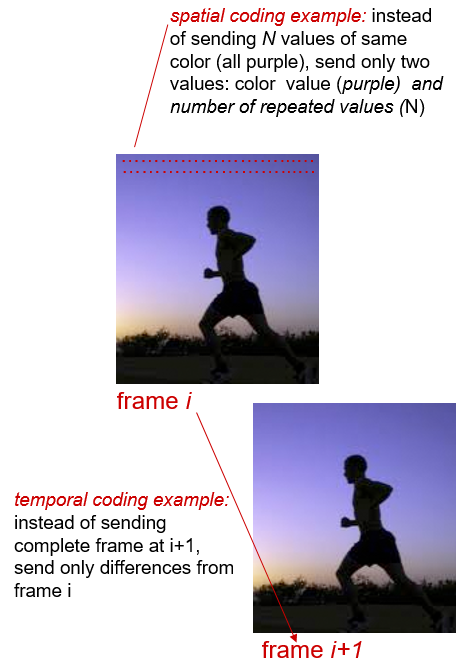 spatial coding example: instead
of sending N values of same
color (all purple), send only two
values: color value (purple) and
number of repeated values (N)
frame i
temporal coding example:
instead of sending
complete frame at i+1,
send only differences from
frame i
frame i+1